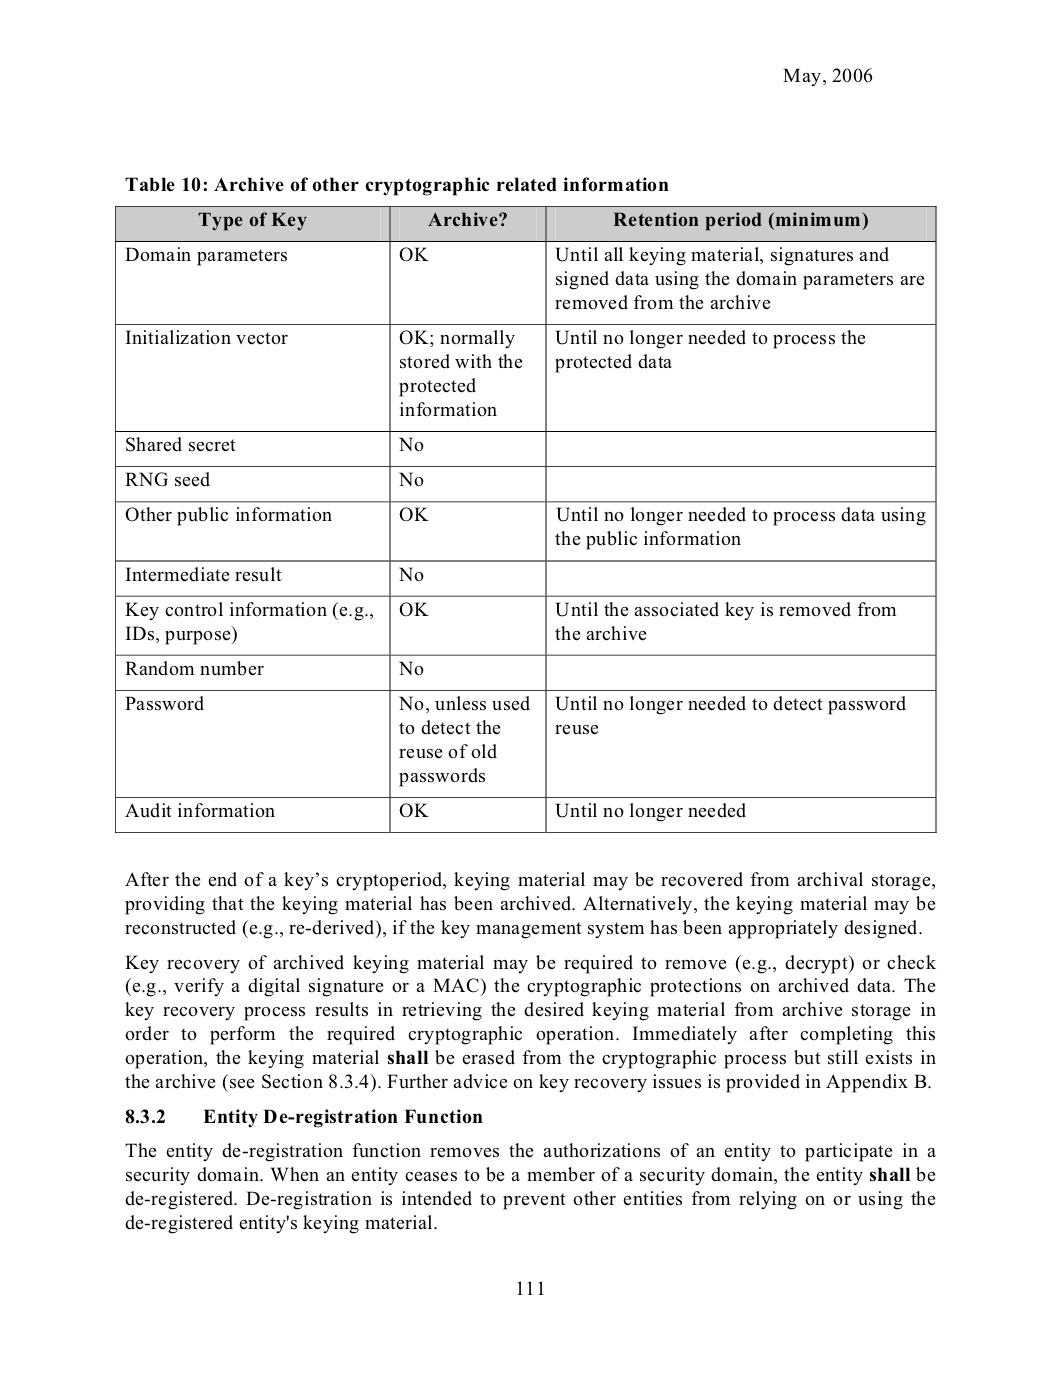 May, 2006
Table 10: Archive of other cryptographic related information
Type of Key Archive? Retention period (minimum)
Domain parameters OK Until all keying material, signatures and
signed data using the domain parameters are
removed from the archive
Initialization vector OK; normally Until no longer needed to process the
stored with the protected data
protected
information
Shared secret No
RNG seed No
Other public information OK Until no longer needed to process data using
the public information
Intermediate result No
Key control information (e.g., OK Until the associated key is removed from
IDs, purpose) the archive
Random number No
Password No, unless used Until no longer needed to detect password
to detect the reuse
reuse of old
passwords
Audit information OK Until no longer needed
After the end of a key’s cryptoperiod, keying material may be recovered from archival storage,
providing that the keying material has been archived. Alternatively, the keying material may be
reconstructed (e.g., re-derived), if the key management system has been appropriately designed.
Key recovery of archived keying material may be required to remove (e.g., decrypt) or check
(e.g., verify a digital signature or a MAC) the cryptographic protections on archived data. The
key recovery process results in retrieving the desired keying material from archive storage in
order to perform the required cryptographic operation. Immediately after completing this
operation, the keying material shall be erased from the cryptographic process but still exists in
the archive (see Section 8.3.4). Further advice on key recovery issues is provided in Appendix B.
8.3.2 Entity De-registration Function
The entity de-registration function removes the authorizations of an entity to participate in a
security domain. When an entity ceases to be a member of a security domain, the entity shall be
de-registered. De-registration is intended to prevent other entities from relying on or using the
de-registered entity's keying material.
111